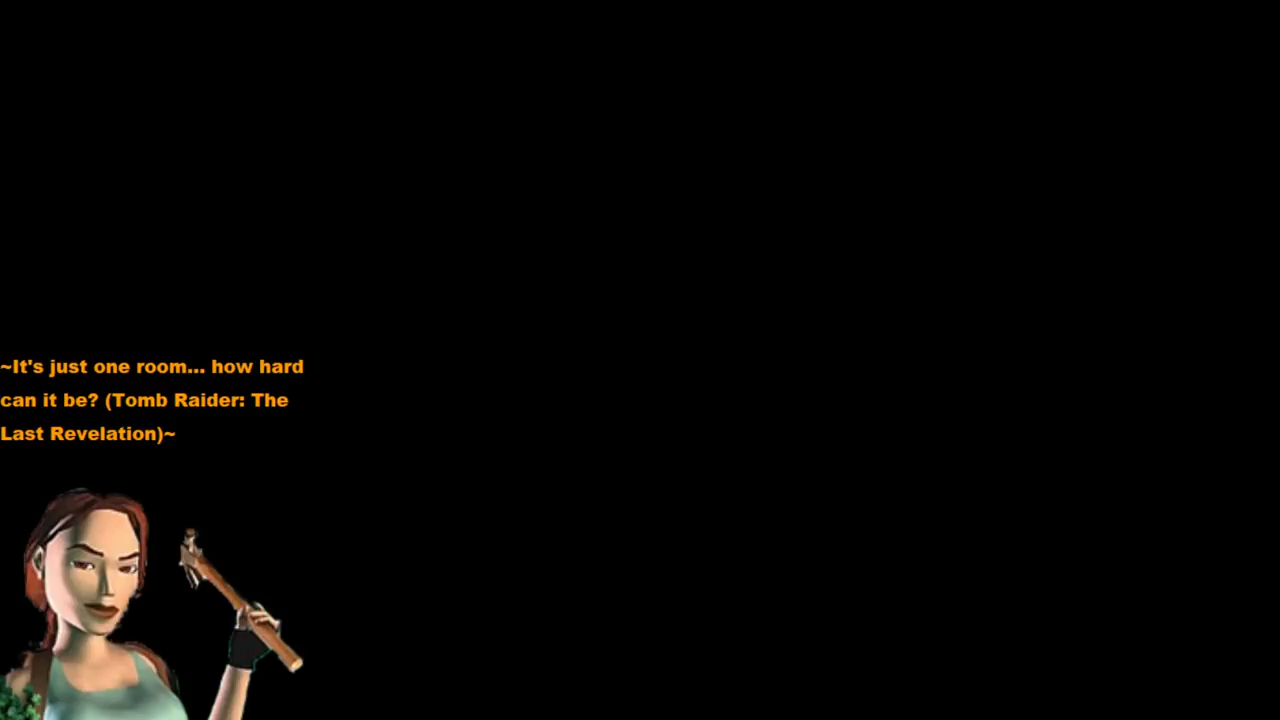 ~It's just one room... how hard
can it be? (Tomb Raider: The
Last Revelation)~